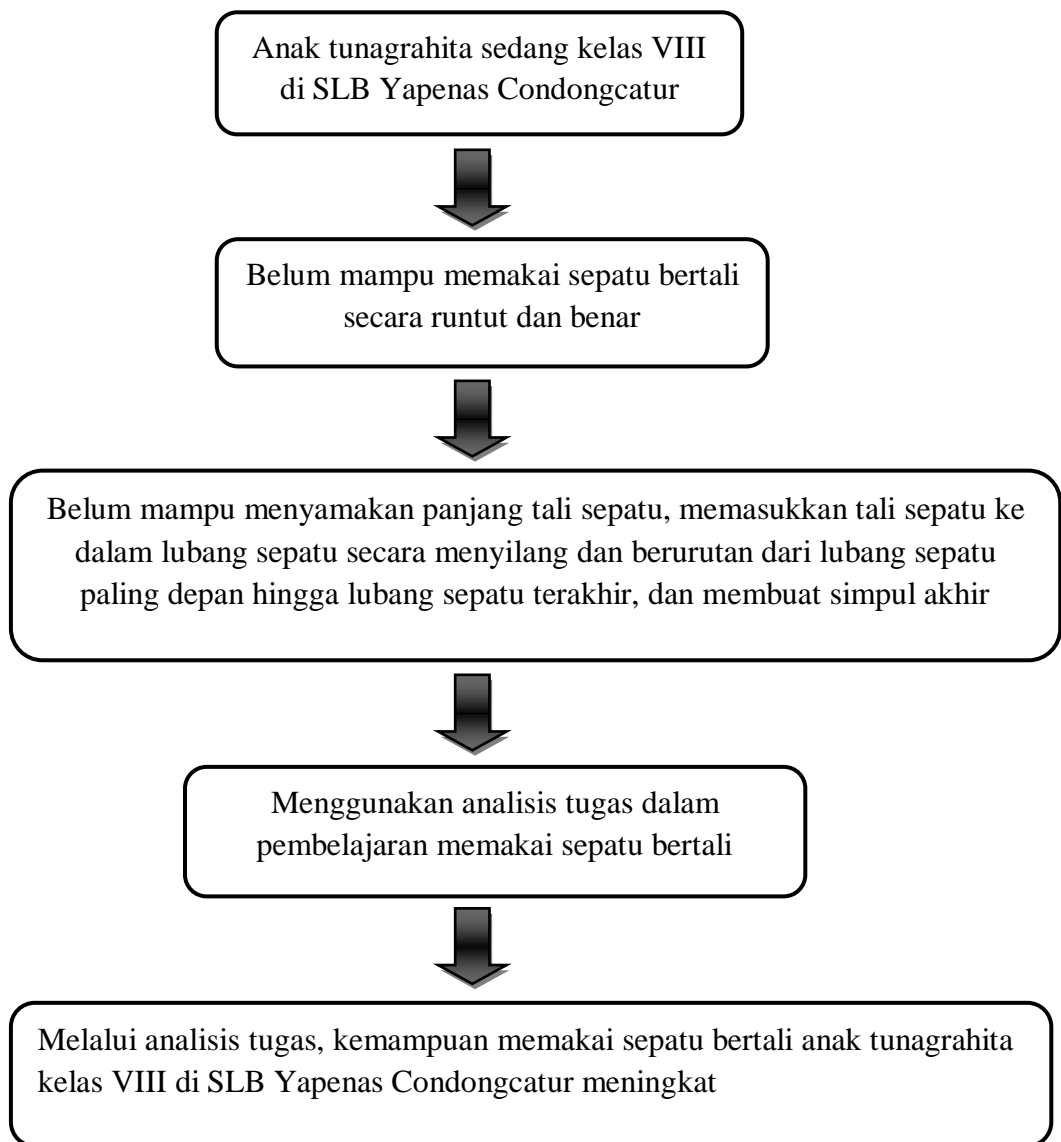 Anak tunagrahita sedang kelas VIII
di SLB Yapenas Condongcatur
Belum mampu memakai sepatu bertali
secara runtut dan benar
Belum mampu menyamakan panjang tali sepatu, memasukkan tali sepatu ke
dalam lubang sepatu secara menyilang dan berurutan dari lubang sepatu
paling depan hingga lubang sepatu terakhir, dan membuat simpul akhir
Menggunakan analisis tugas dalam
pembelajaran memakai sepatu bertali
Melalui analisis tugas, kemampuan memakai sepatu bertali anak tunagrahita
kelas VIII di SLB Yapenas Condongcatur meningkat